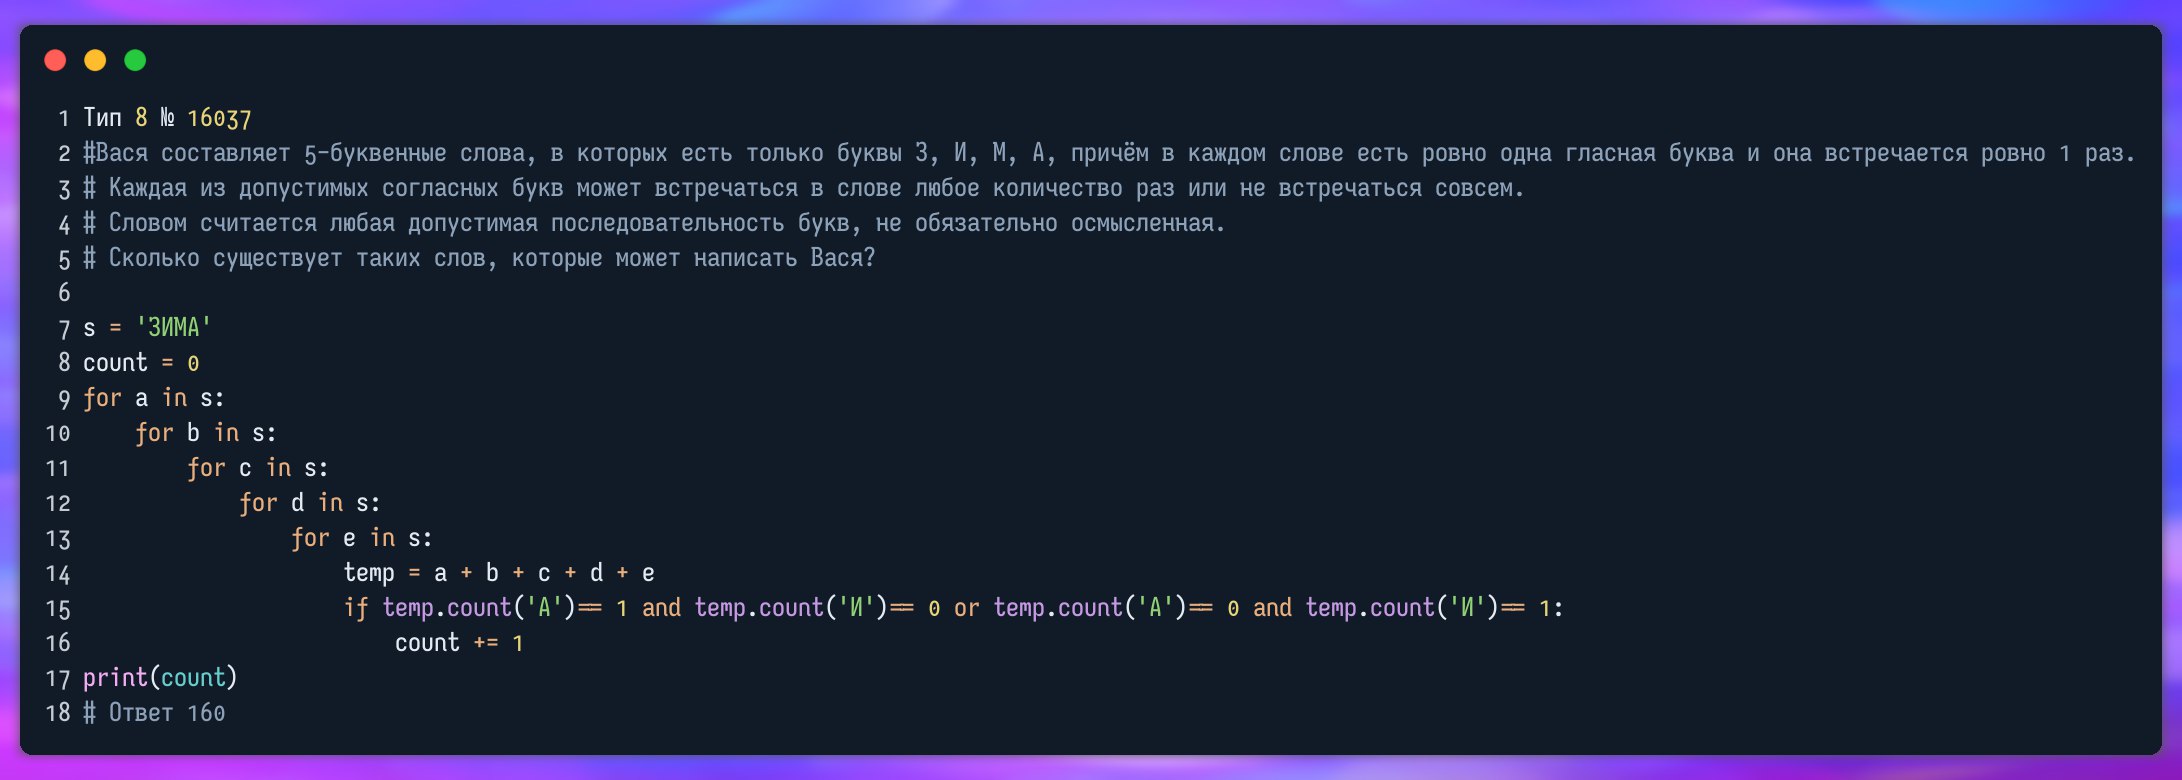 1 Тип 8 № 16037
2 #Вася составляет 5-буквенные слова, в которых есть только буквы З, И, М, А, причём в каждом слове есть ровно одна гласная буква и она встречается ровно 1 раз.
3 # Каждая из допустимых согласных букв может встречаться в слове любое количество раз или не встречаться совсем.
4 # Словом считается любая допустимая последовательность букв, не обязательно осмысленная.
5 # Сколько существует таких слов, которые может написать Вася?
6
7 s = 'ЗИМА'
8 count = 0
9 for a in s:
10     for b in s:
11         for c in s:
12             for d in s:
13                 for e in s:
14                     temp = a + b + c + d + e
15                     if temp.count('А')== 1 and temp.count('И')== 0 or temp.count('А')== 0 and temp.count('И')== 1:
16                         count += 1
17 print(count)
18 # Ответ 160